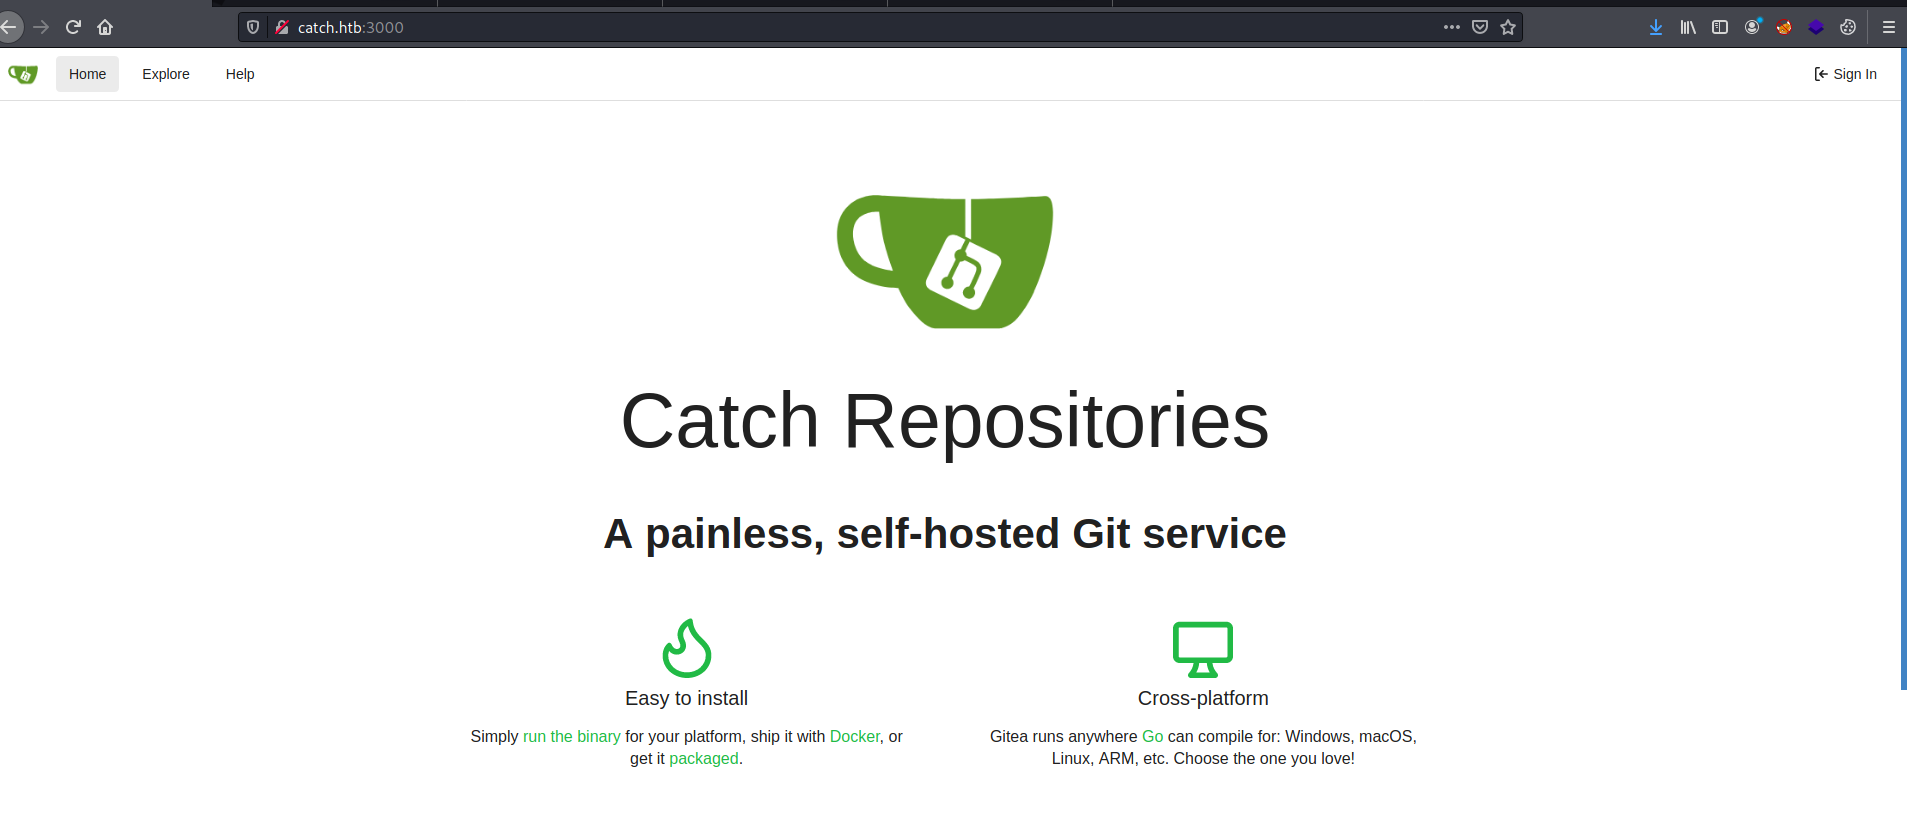 catch.htb:3000
Home Explore Help Sign In
Catch Repositories
A painless, self-hosted Git service
Easy to install
Simply run the binary for your platform, ship it with Docker, or
get it packaged.
Cross-platform
Gitea runs anywhere Go can compile for: Windows, macOS,
Linux, ARM, etc. Choose the one you love!